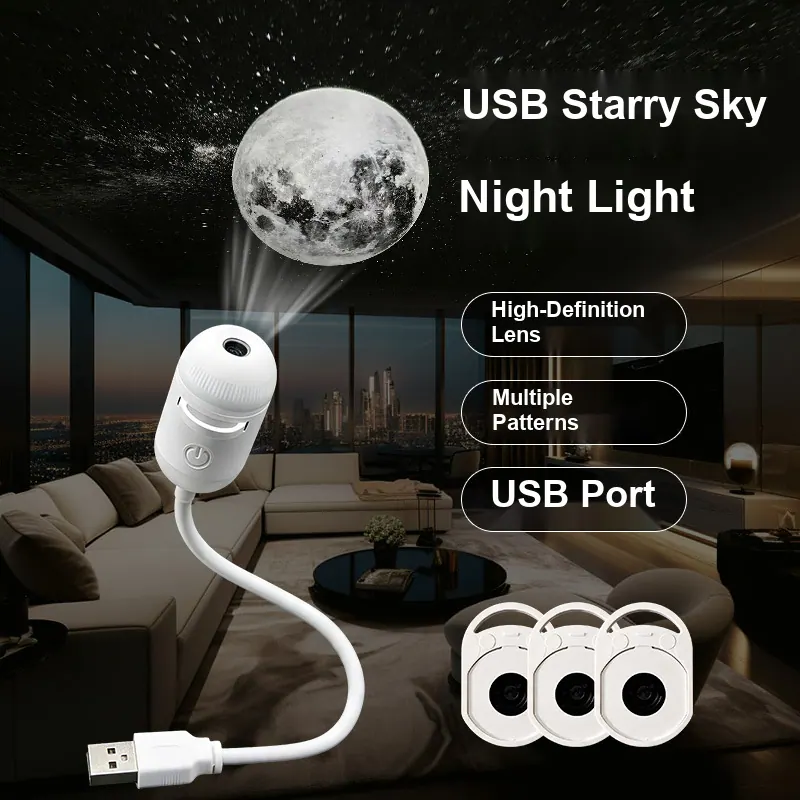 USB Starry Sky
Night Light
High-Definition
Lens
Multiple
Patterns
USB Port